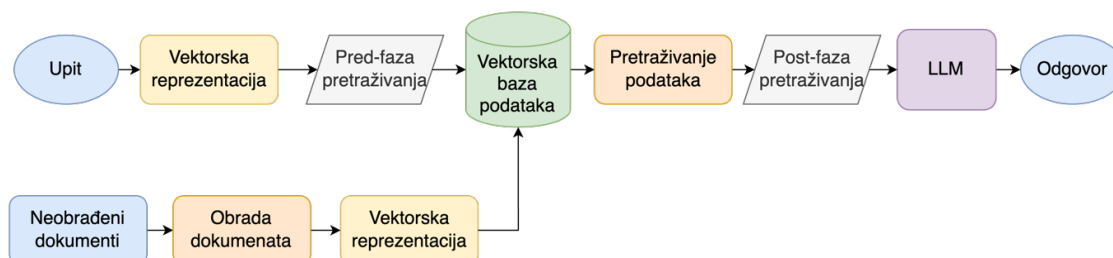 Upit
Vektorska
reprezentacija
Pred-faza
pretraživanja
Vektorska
baza
podataka
Pretraživanje
podataka
Post-faza
pretraživanja
LLM
Odgovor
Neobrađeni
dokumenti
Obrada
dokumenata
Vektorska
reprezentacija